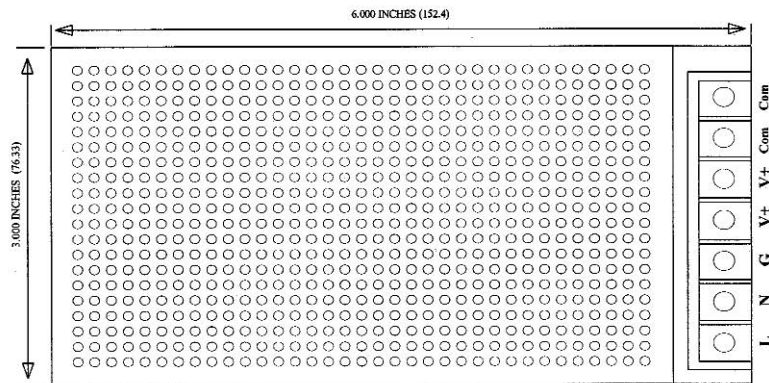 6.000 INCHES (152.4)
3.000 INCHES (76.33)
Com
Com
V+
V+
G
N
L